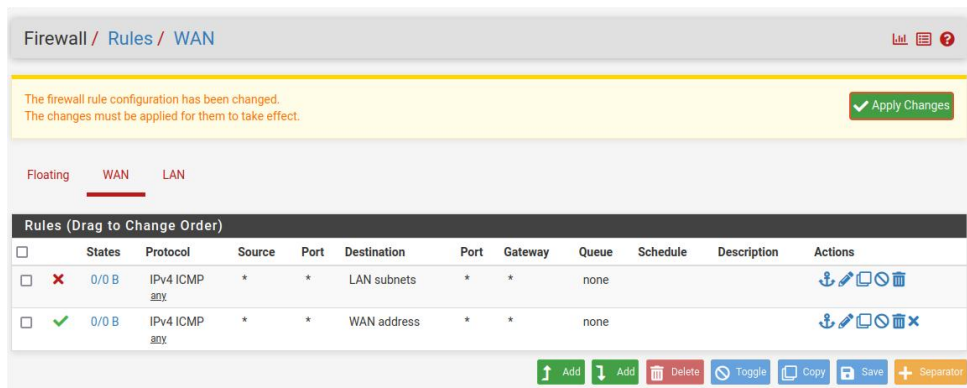 Firewall / Rules / WAN
The firewall rule configuration has been changed.
The changes must be applied for them to take effect.
Apply Changes
Floating WAN LAN
Rules (Drag to Change Order)
States Protocol Source Port Destination Port Gateway Queue Schedule Description Actions
0/0 B IPv4 ICMP * * LAN subnets * * none
any
0/0 B IPv4 ICMP * * WAN address * * none
any
Add Add Delete Toggle Copy Save Separator